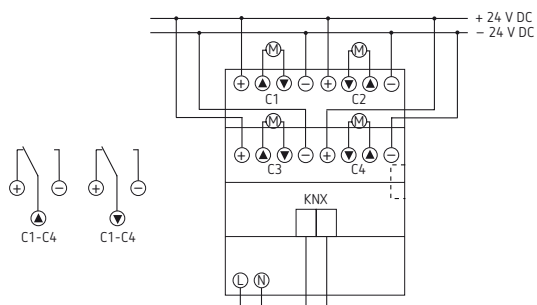 + 24 V DC
− 24 V DC
M M
+ − + −
C1 C2
M M
+ − + −
C3 C4
+ − + −
C1-C4 C1-C4
KNX
L N